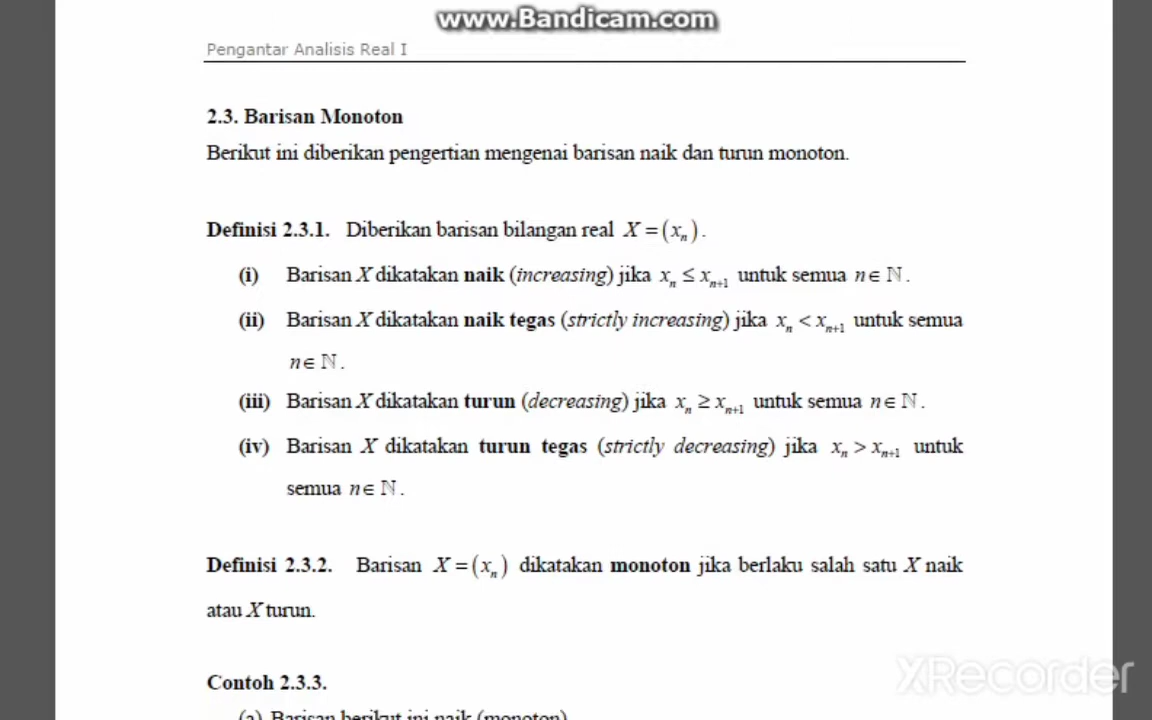 www.Bandicam.com
Pengantar Analisis Real I
2.3. Barisan Monoton
Berikut ini diberikan pengertian mengenai barisan naik dan turun monoton.
Definisi 2.3.1. Diberikan barisan bilangan real X = (xₙ).
(i) Barisan X dikatakan naik (increasing) jika xₙ ≤ xₙ₊₁ untuk semua n ∈ ℕ.
(ii) Barisan X dikatakan naik tegas (strictly increasing) jika xₙ < xₙ₊₁ untuk semua
n ∈ ℕ.
(iii) Barisan X dikatakan turun (decreasing) jika xₙ ≥ xₙ₊₁ untuk semua n ∈ ℕ.
(iv) Barisan X dikatakan turun tegas (strictly decreasing) jika xₙ > xₙ₊₁ untuk
semua n ∈ ℕ.
Definisi 2.3.2. Barisan X = (xₙ) dikatakan monoton jika berlaku salah satu X naik
atau X turun.
Contoh 2.3.3.
(a) Barisan berikut ini naik (monoton)
XRecorder